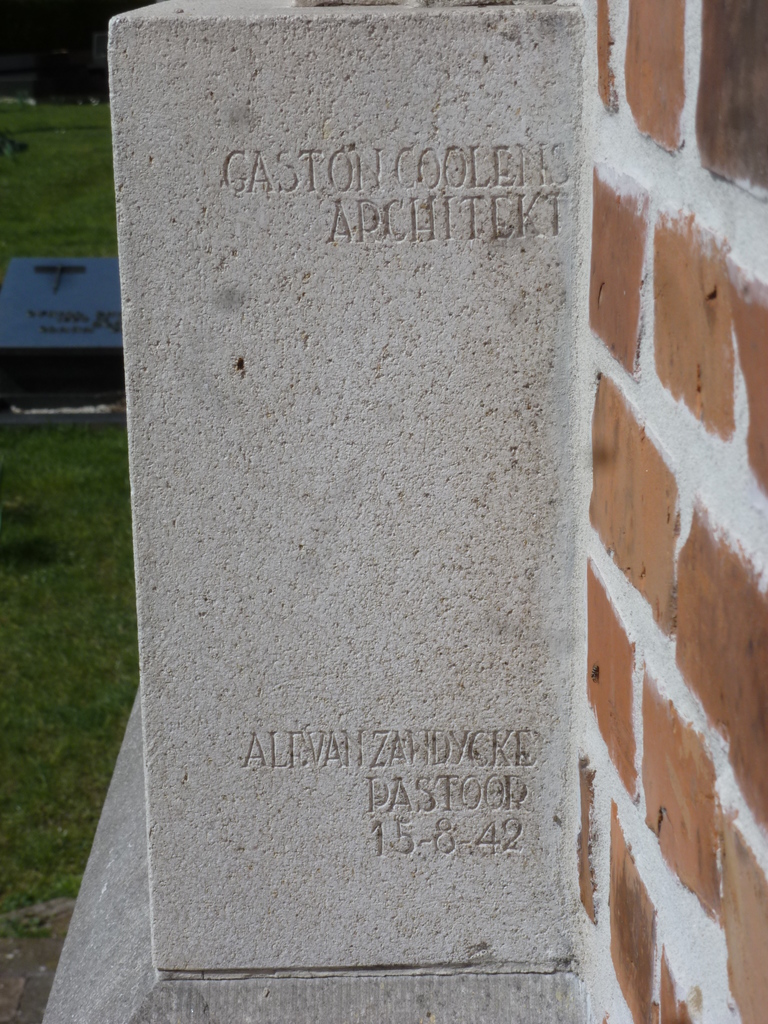 GASTON COOLENS
ARCHITEKT
ALF. VAN ZANDYCKE
PASTOOR
15-8-42